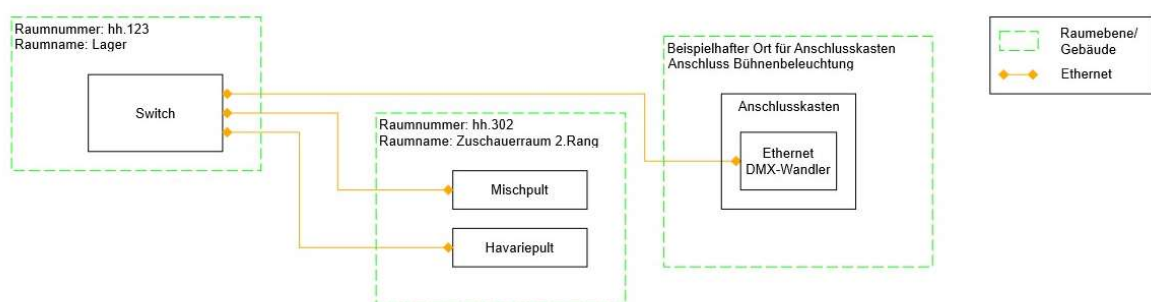 Raumnummer: hh.123
Raumname: Lager
Switch
Raumnummer: hh.302
Raumname: Zuschauerraum 2.Rang
Mischpult
Havariepult
Beispielhafter Ort für Anschlusskasten
Anschluss Bühnenbeleuchtung
Anschlusskasten
Ethernet
DMX-Wandler
Raumebene/
Gebäude
Ethernet